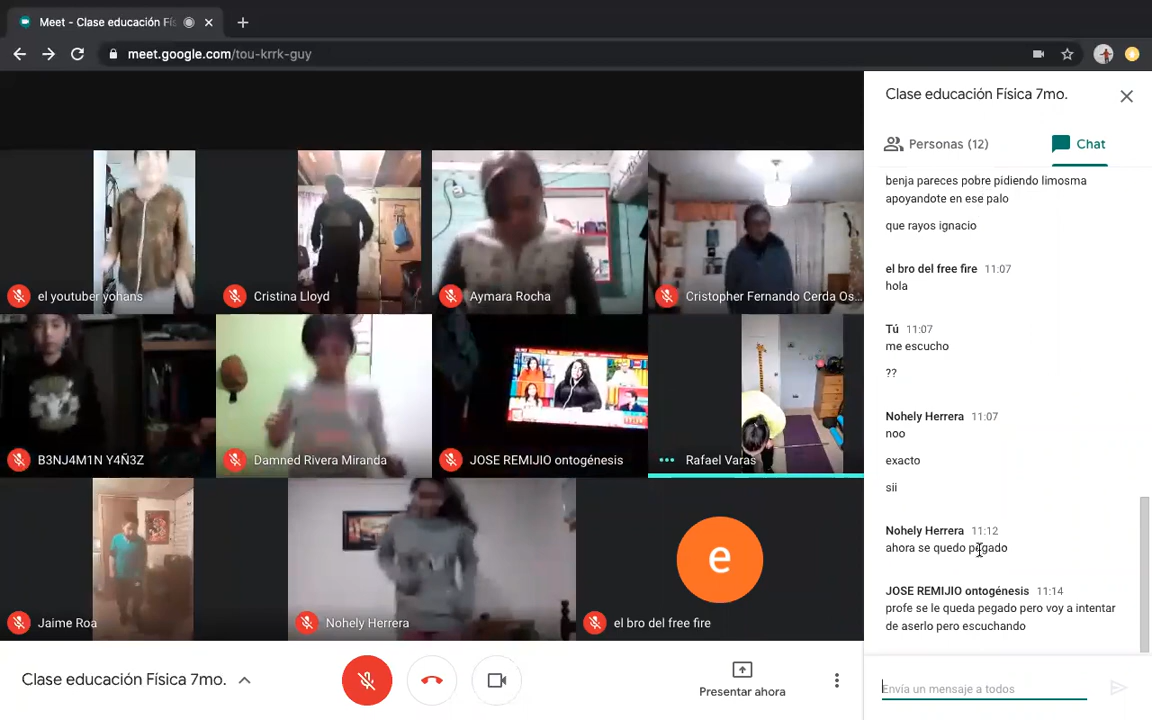 Meet - Clase educación Fís
meet.google.com/tou-krrk-guy
Clase educación Física 7mo.
Personas (12)
Chat
benja pareces pobre pidiendo limosma
apoyandote en ese palo
que rayos ignacio
el bro del free fire 11:07
hola
Tú 11:07
me escucho
??
Nohely Herrera 11:07
noo
exacto
sii
Nohely Herrera 11:12
ahora se quedo pegado
JOSE REMIJIO ontogénesis 11:14
profe se le queda pegado pero voy a intentar
de aserlo pero escuchando
Envía un mensaje a todos
el youtuber yohans
Cristina Lloyd
Aymara Rocha
Cristopher Fernando Cerda Os...
B3NJ4M1N Y4Ñ3Z
Damned Rivera Miranda
JOSE REMIJIO ontogénesis
Rafael Varas
Jaime Roa
Nohely Herrera
e
el bro del free fire
Clase educación Física 7mo.
Presentar ahora